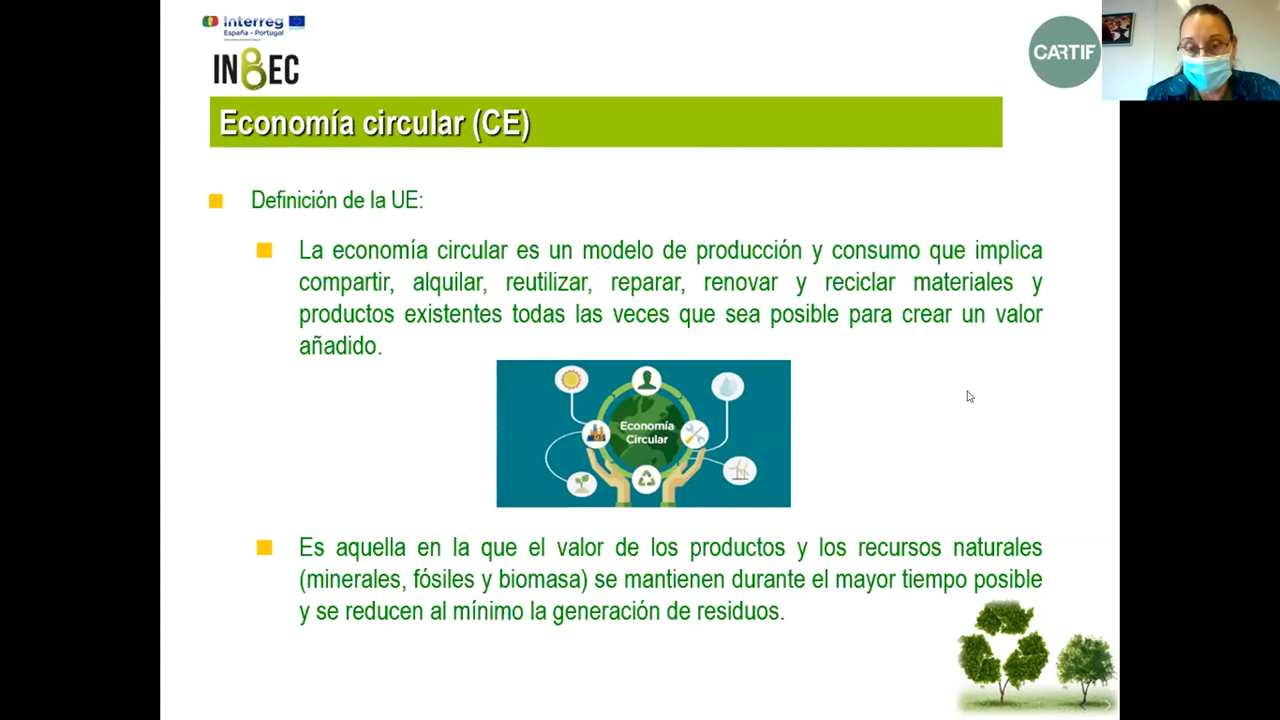 Interreg
España - Portugal
INBEC
CARTIF
Economía circular (CE)
Definición de la UE:
La economía circular es un modelo de producción y consumo que implica
compartir, alquilar, reutilizar, reparar, renovar y reciclar materiales y
productos existentes todas las veces que sea posible para crear un valor
añadido.
Economía
Circular
Es aquella en la que el valor de los productos y los recursos naturales
(minerales, fósiles y biomasa) se mantienen durante el mayor tiempo posible
y se reducen al mínimo la generación de residuos.